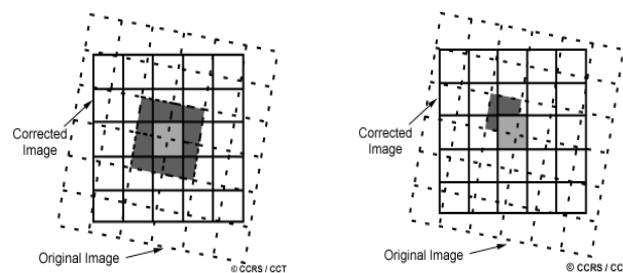 Corrected
Image
Original Image
© CCRS / CCT
Corrected
Image
Original Image
© CCRS / CC